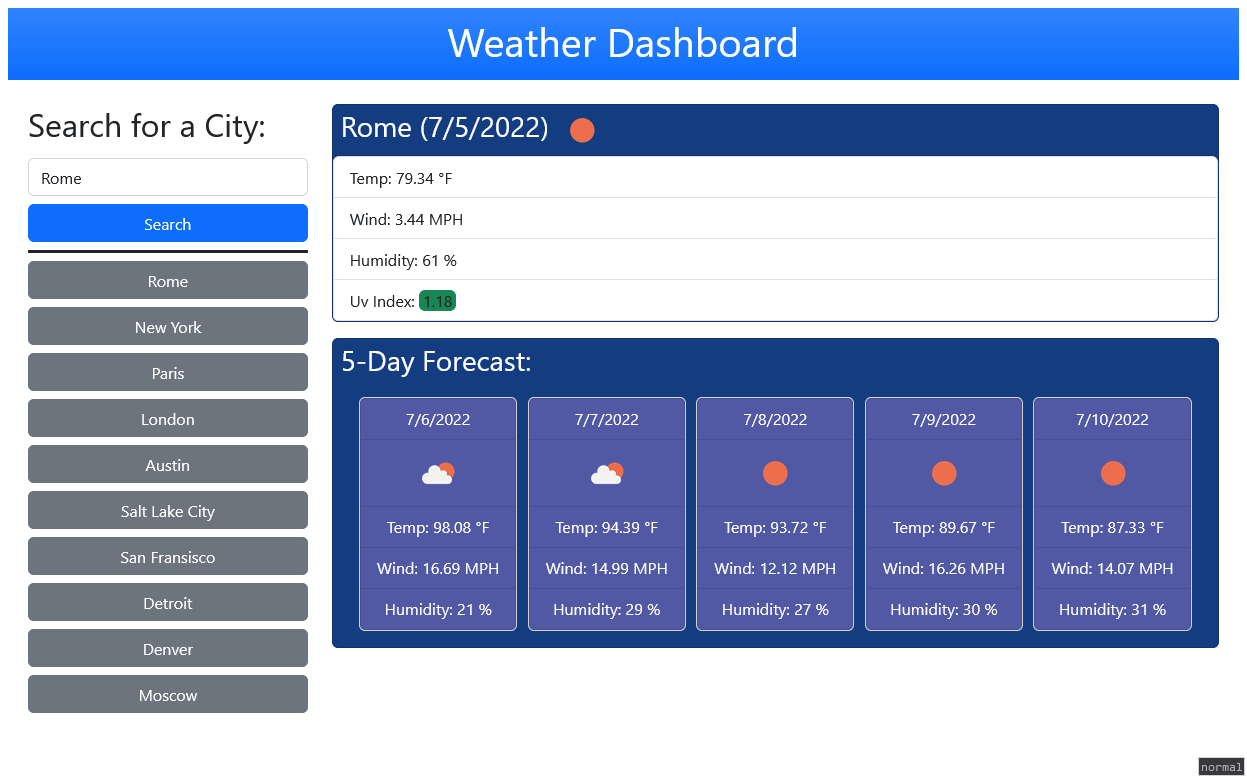 Weather Dashboard
Search for a City:
Rome
Search
Rome
New York
Paris
London
Austin
Salt Lake City
San Fransisco
Detroit
Denver
Moscow
Rome (7/5/2022)
Temp: 79.34 °F
Wind: 3.44 MPH
Humidity: 61 %
Uv Index: 1.18
5-Day Forecast:
7/6/2022
Temp: 98.08 °F
Wind: 16.69 MPH
Humidity: 21 %
7/7/2022
Temp: 94.39 °F
Wind: 14.99 MPH
Humidity: 29 %
7/8/2022
Temp: 93.72 °F
Wind: 12.12 MPH
Humidity: 27 %
7/9/2022
Temp: 89.67 °F
Wind: 16.26 MPH
Humidity: 30 %
7/10/2022
Temp: 87.33 °F
Wind: 14.07 MPH
Humidity: 31 %
normal